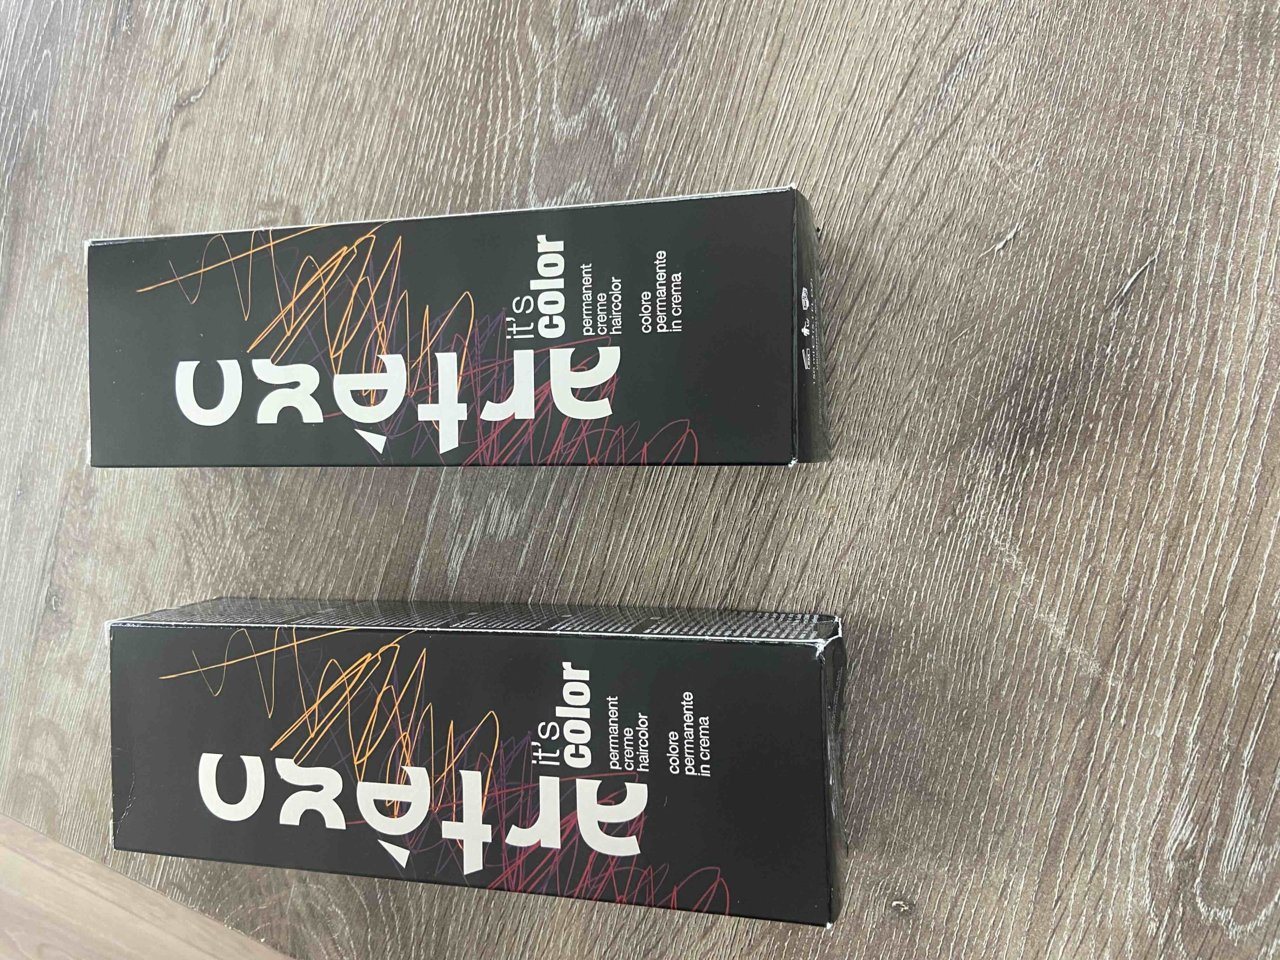 artègo
it's
color
permanent
creme
haircolor
colore
permanente
in crema
artègo
it's
color
permanent
creme
haircolor
colore
permanente
in crema